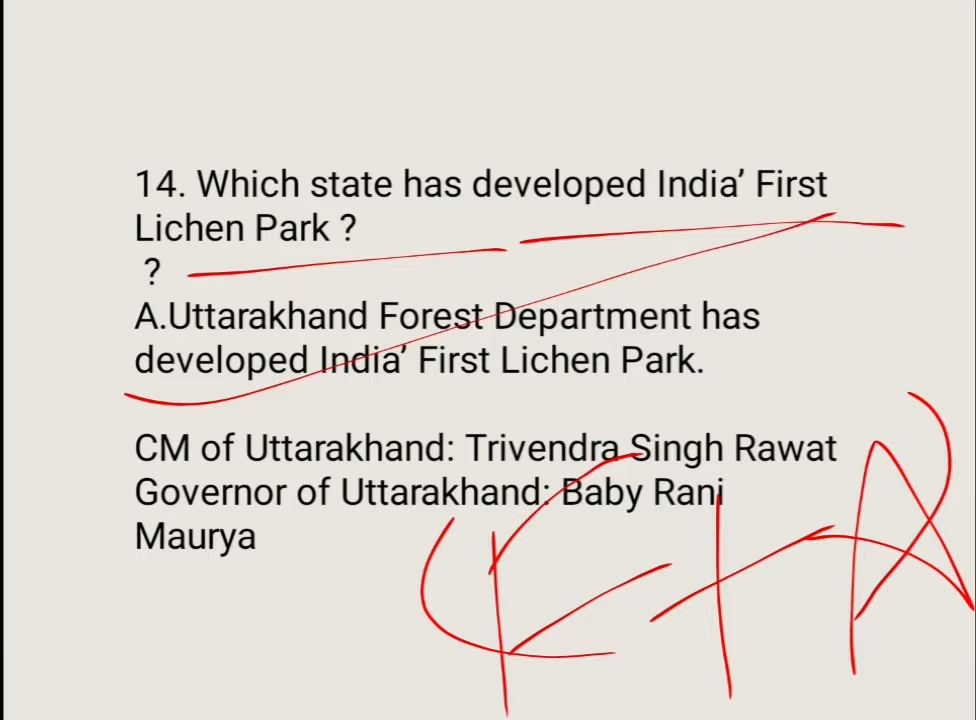 14. Which state has developed India’ First
Lichen Park ?
?
A.Uttarakhand Forest Department has
developed India’ First Lichen Park.
CM of Uttarakhand: Trivendra Singh Rawat
Governor of Uttarakhand: Baby Rani
Maurya